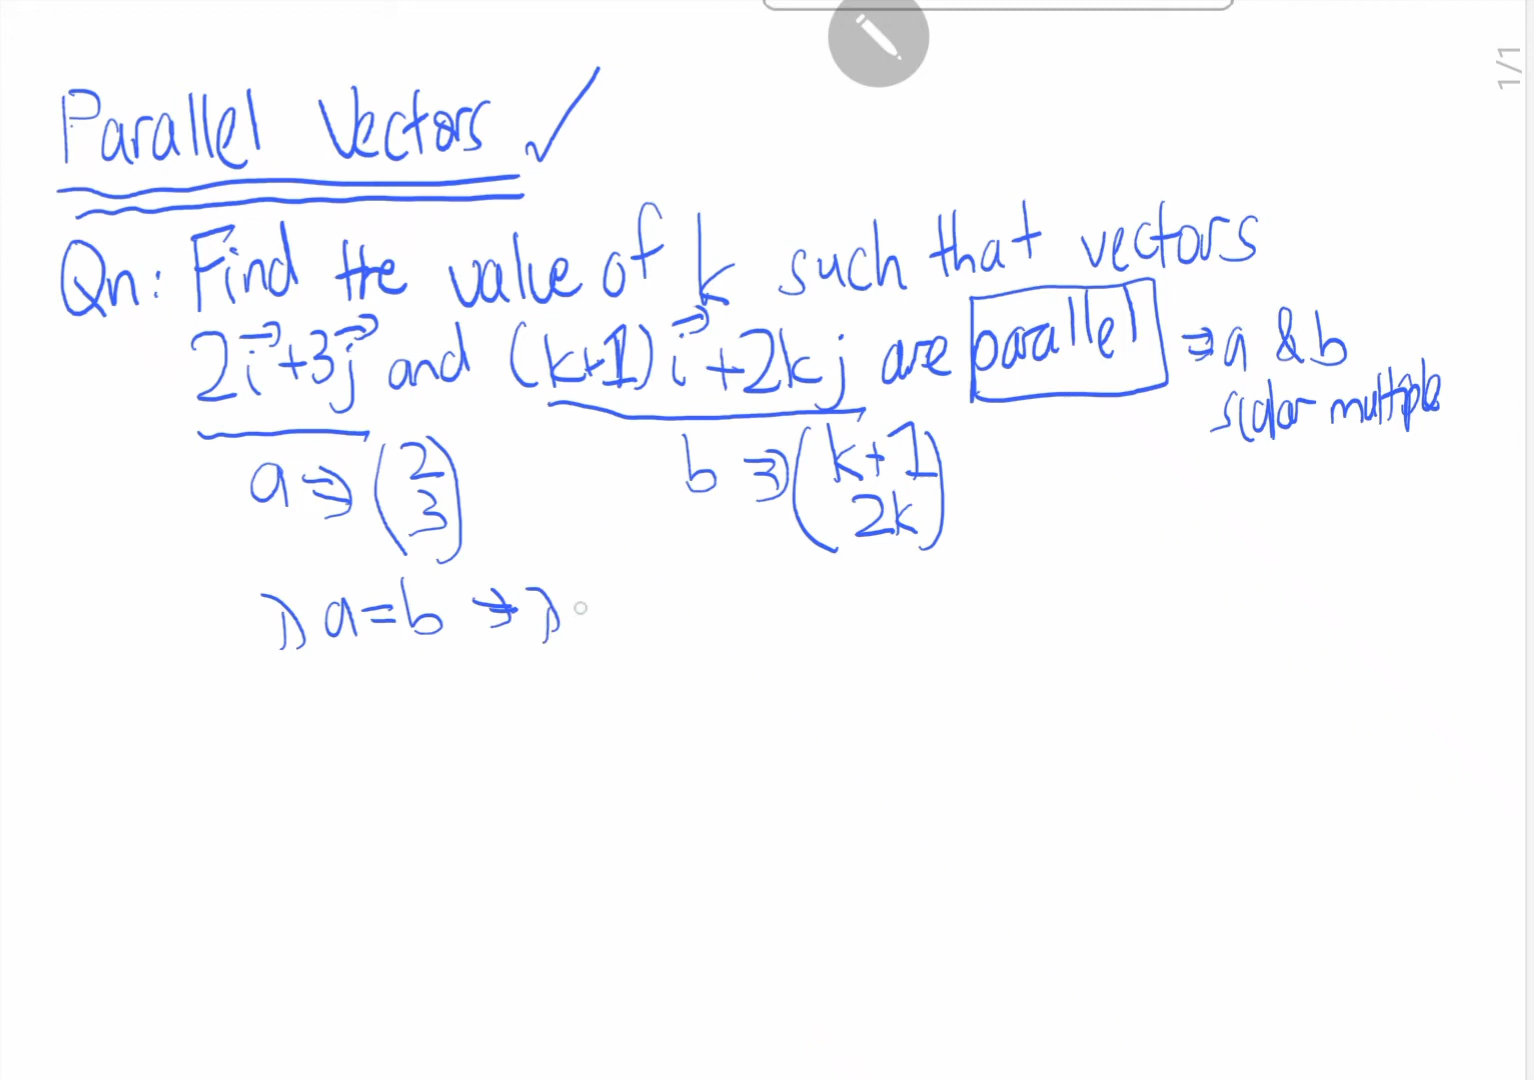 Parallel Vectors ✓
Qn: Find the value of k such that vectors
2i⃗+3j⃗ and (k+1)i⃗+2kj are parallel ⇒ a & b
scalar multiple
a ⇒ (2 3) b ⇒ (k+1 2k)
λa=b → λ
1/1